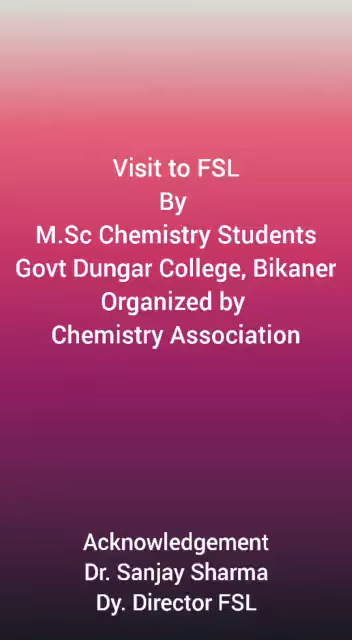 Visit to FSL
By
M.Sc Chemistry Students
Govt Dungar College, Bikaner
Organized by
Chemistry Association
Acknowledgement
Dr. Sanjay Sharma
Dy. Director FSL